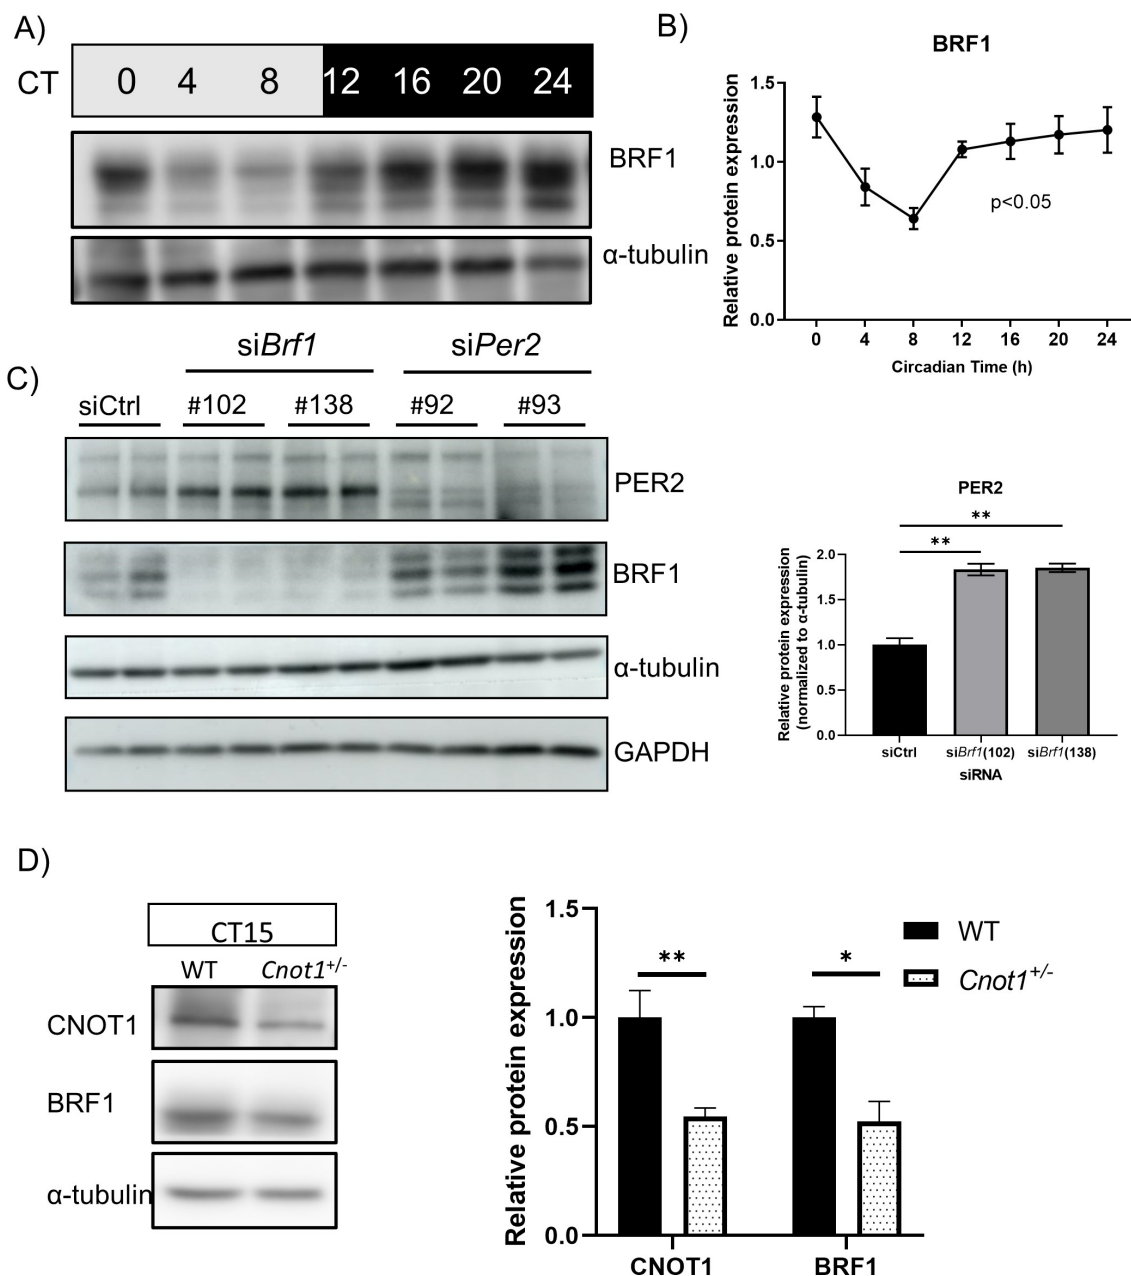 A)
CT 0 4 8 12 16 20 24
BRF1
α-tubulin
B)
BRF1
Relative protein expression
1.5
1.0
0.5
0.0
p<0.05
0 4 8 12 16 20 24
Circadian Time (h)
C)
siBrf1 siPer2
siCtrl #102 #138 #92 #93
PER2
BRF1
α-tubulin
GAPDH
PER2
**
**
Relative protein expression
(normalized to α-tubulin)
2.0
1.5
1.0
0.5
0.0
siCtrl siBrf1(102) siBrf1(138)
siRNA
D)
CT15
WT Cnot1+/-
CNOT1
BRF1
α-tubulin
Relative protein expression
1.5
1.0
0.5
0.0
** *
WT
Cnot1+/-
CNOT1 BRF1